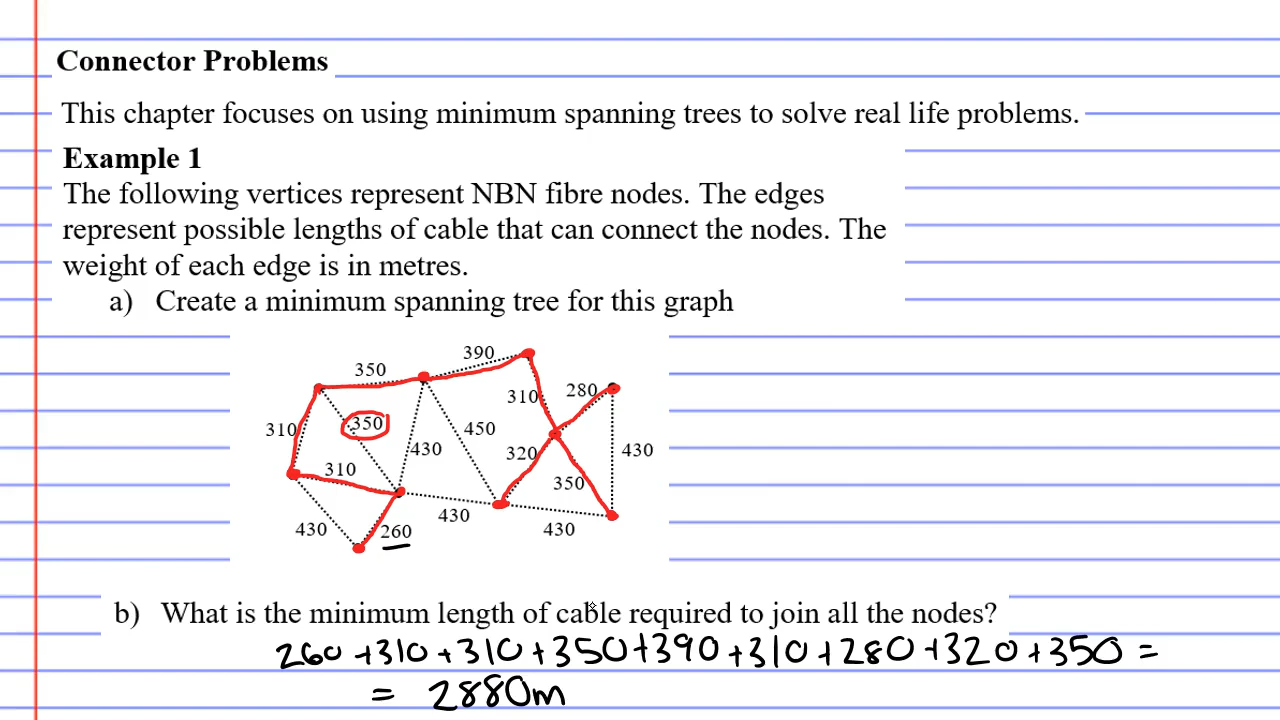 Connector Problems
This chapter focuses on using minimum spanning trees to solve real life problems.
Example 1
The following vertices represent NBN fibre nodes. The edges
represent possible lengths of cable that can connect the nodes. The
weight of each edge is in metres.
a) Create a minimum spanning tree for this graph
390
350
280
310
350
310
450
430
430
320
310
350
430
430
430
260
b) What is the minimum length of cable required to join all the nodes?
260 + 310 + 310 + 350 + 390 + 310 + 280 + 320 + 350 =
= 2880m